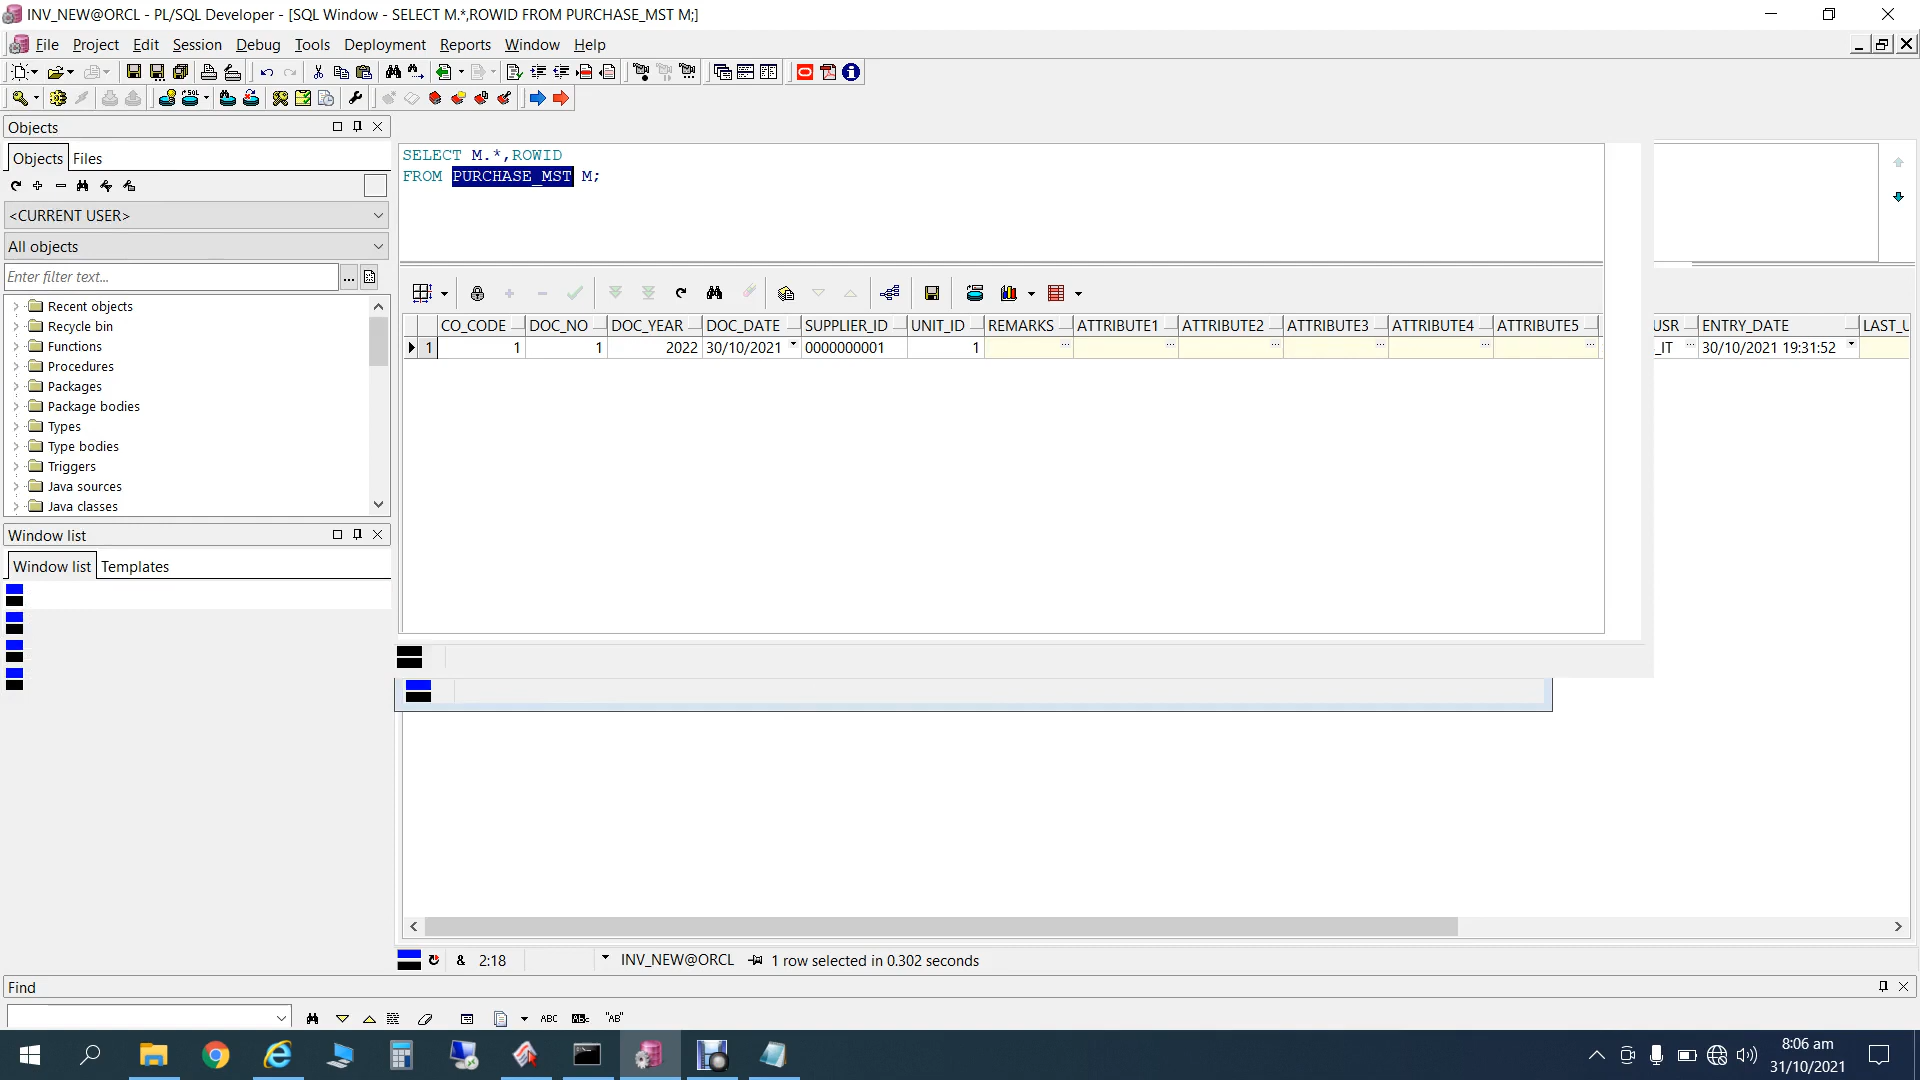 INV_NEW@ORCL - PL/SQL Developer - [SQL Window - SELECT M.*,ROWID FROM PURCHASE_MST M;]
File Project Edit Session Debug Tools Deployment Reports Window Help
Objects
Objects Files
<CURRENT USER>
All objects
Enter filter text...
Recent objects
Recycle bin
Functions
Procedures
Packages
Package bodies
Types
Type bodies
Triggers
Java sources
Java classes
Window list
Window list Templates
SELECT M.*,ROWID
FROM PURCHASE_MST M;
CO_CODE DOC_NO DOC_YEAR DOC_DATE SUPPLIER_ID UNIT_ID REMARKS ATTRIBUTE1 ATTRIBUTE2 ATTRIBUTE3 ATTRIBUTE4 ATTRIBUTE5 USR ENTRY_DATE LAST_U
1 1 1 2022 30/10/2021 0000000001 1 _IT 30/10/2021 19:31:52
& 2:18 INV_NEW@ORCL 1 row selected in 0.302 seconds
Find
ABC "AB"
8:06 am
31/10/2021